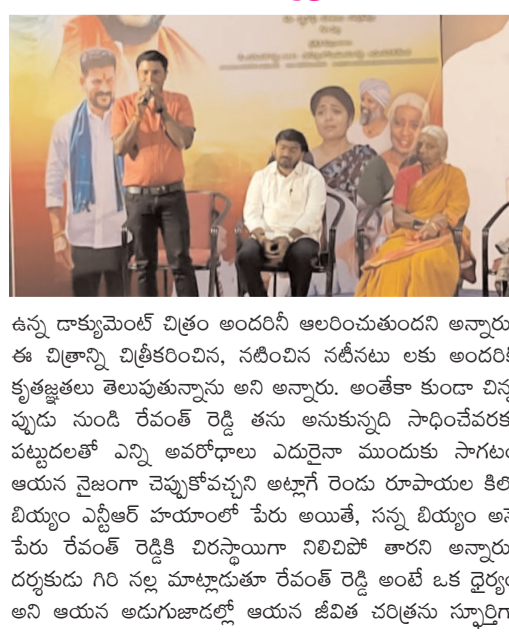 ఉన్న డాక్యుమెంట్ చిత్రం అందరినీ ఆలరించుతుందని అన్నారు
ఈ చిత్రాన్ని చిత్రీకరించిన, నటించిన నటీనటు లకు అందరికీ
కృతజ్ఞతలు తెలుపుతున్నాను అని అన్నారు. అంతేకా కుండా చిన్న
ప్పుడు నుండి రేవంత్ రెడ్డి తను అనుకున్నది సాధించేవరకు
పట్టుదలతో ఎన్ని అవరోధాలు ఎదురైనా ముందుకు సాగటం
ఆయన నైజంగా చెప్పుకోవచ్చని అట్లాగే రెండు రూపాయల కిలో
బియ్యం ఎన్టీఆర్ హయాంలో పేరు అయితే, సన్న బియ్యం అనే
పేరు రేవంత్ రెడ్డికి చిరస్థాయిగా నిలిచిపో తారని అన్నారు
దర్శకుడు గిరి నల్ల మాట్లాడుతూ రేవంత్ రెడ్డి అంటే ఒక ధైర్యం
అని ఆయన అడుగుజాడల్లో ఆయన జీవిత చరిత్రను స్ఫూర్తిగా